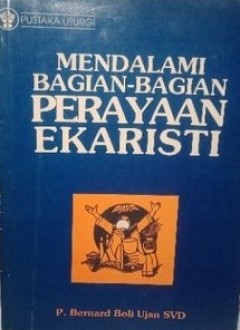 PUSTAKA LITURGI
MENDALAMI
BAGIAN-BAGIAN
PERAYAAN
EKARISTI
P. Bernard Boli Ujan SVD